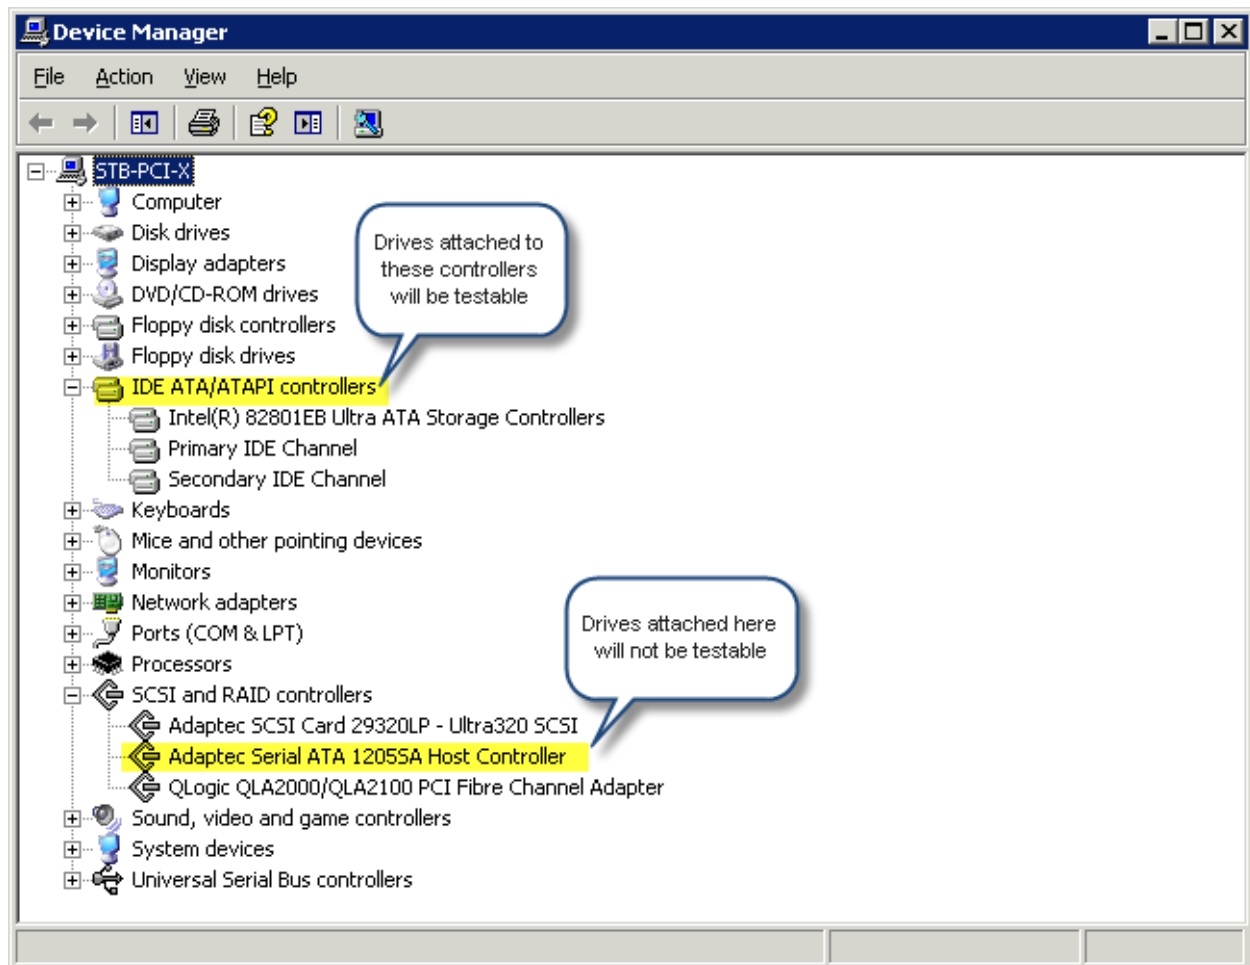 Device Manager
File Action View Help
STB-PCI-X
Computer
Disk drives
Display adapters
DVD/CD-ROM drives
Floppy disk controllers
Floppy disk drives
IDE ATA/ATAPI controllers
Intel(R) 82801EB Ultra ATA Storage Controllers
Primary IDE Channel
Secondary IDE Channel
Keyboards
Mice and other pointing devices
Monitors
Network adapters
Ports (COM & LPT)
Processors
SCSI and RAID controllers
Adaptec SCSI Card 29320LP - Ultra320 SCSI
Adaptec Serial ATA 1205SA Host Controller
QLogic QLA2000/QLA2100 PCI Fibre Channel Adapter
Sound, video and game controllers
System devices
Universal Serial Bus controllers
Drives attached to
these controllers
will be testable
Drives attached here
will not be testable